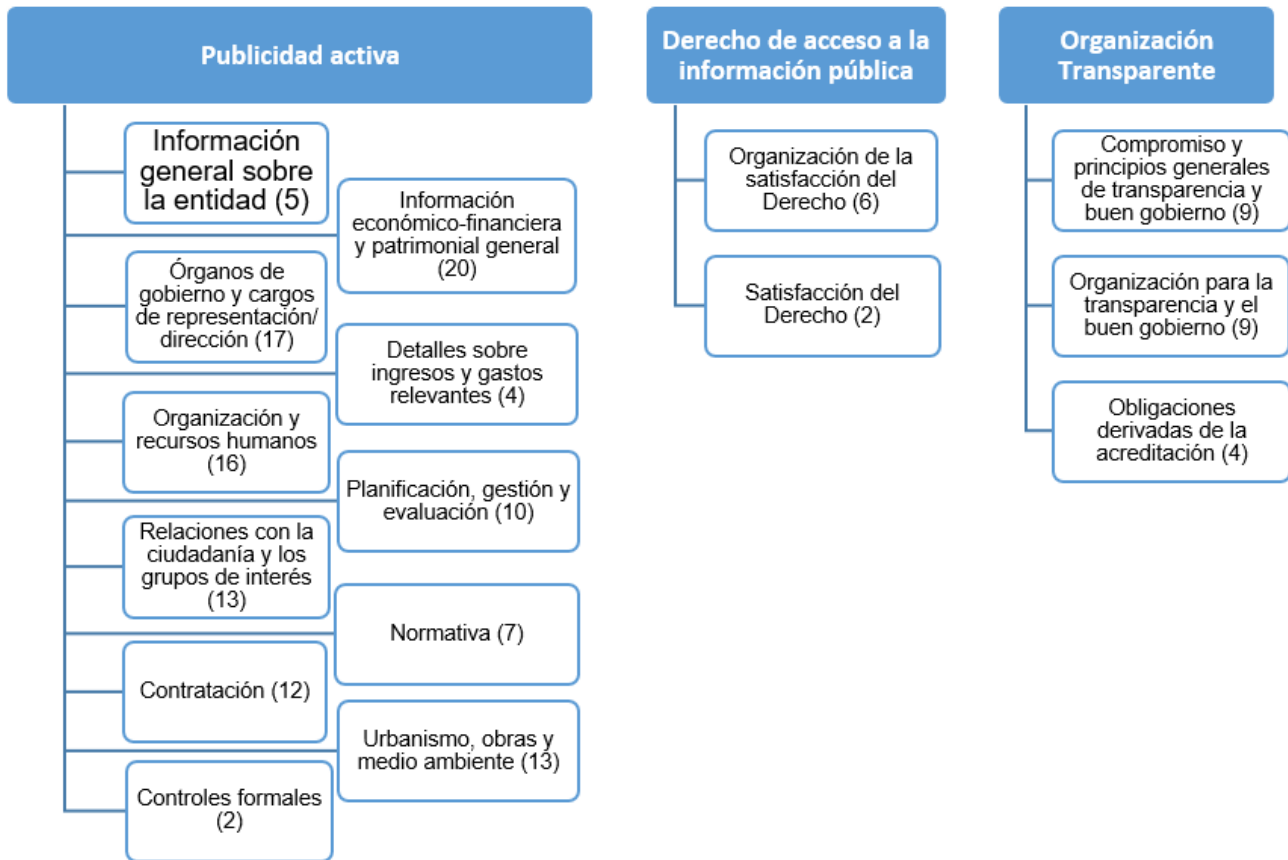 Publicidad activa
Información
general sobre
la entidad (5)
Información
económico-financiera
y patrimonial general
(20)
Órganos de
gobierno y cargos
de representación/
dirección (17)
Detalles sobre
ingresos y gastos
relevantes (4)
Organización y
recursos humanos
(16)
Planificación, gestión y
evaluación (10)
Relaciones con la
ciudadanía y los
grupos de interés
(13)
Normativa (7)
Contratación (12)
Urbanismo, obras y
medio ambiente (13)
Controles formales
(2)
Derecho de acceso a la
información pública
Organización de la
satisfacción del
Derecho (6)
Satisfacción del
Derecho (2)
Organización
Transparente
Compromiso y
principios generales
de transparencia y
buen gobierno (9)
Organización para la
transparencia y el
buen gobierno (9)
Obligaciones
derivadas de la
acreditación (4)